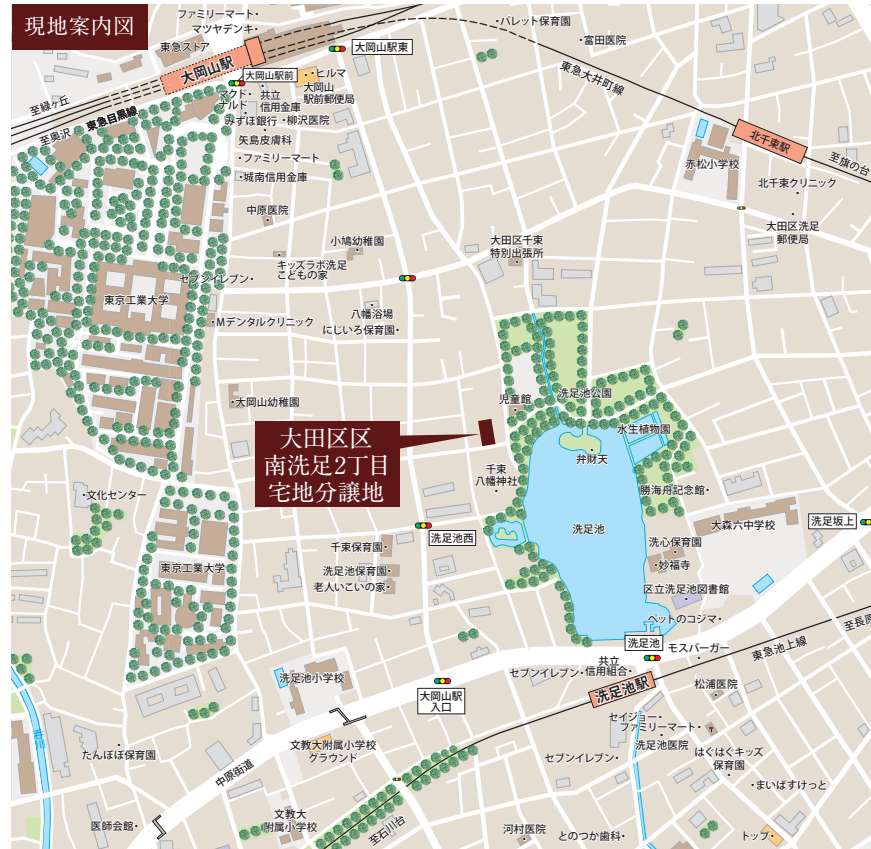 現地案内図
ファミリーマート
マツヤデンキ
東急ストア
大岡山駅
大岡山駅東
大岡山駅前
ヒルマ
大岡山
駅前郵便局
マクド
ナルド
共立
信用金庫
みずほ銀行
柳沢医院
矢島皮膚科
ファミリーマート
城南信用金庫
中原医院
至緑ヶ丘
至奥沢
東急目黒線
パレット保育園
富田医院
東急大井町線
北千束駅
至旗の台
赤松小学校
北千束クリニック
大田区洗足
郵便局
小鳩幼稚園
大田区千束
特別出張所
キッズラボ洗足
こどもの家
セブンイレブン
東京工業大学
八幡浴場
Mデンタルクリニック
にじいろ保育園
大岡山幼稚園
児童館
洗足池公園
水生植物園
弁財天
大田区区
南洗足2丁目
宅地分譲地
千束
八幡神社
勝海舟記念館
文化センター
洗足池西
洗足池
大森六中学校
洗足坂上
千束保育園
洗心保育園
妙福寺
東京工業大学
洗足池保育園
老人いこいの家
区立洗足池図書館
ペットのコジマ
洗足池
モスバーガー
東急池上線
至長原
共立
信用組合
セブンイレブン
洗足池駅
松浦医院
洗足池小学校
大岡山駅
入口
セイジョー
ファミリーマート
洗足池医院
はぐはぐキッズ
保育園
呑川
たんぽぽ保育園
文教大附属小学校
グラウンド
中原街道
セブンイレブン
まいばすけっと
医師会館
文教大
附属小学校
至石川台
河村医院
とのつか歯科
トップ